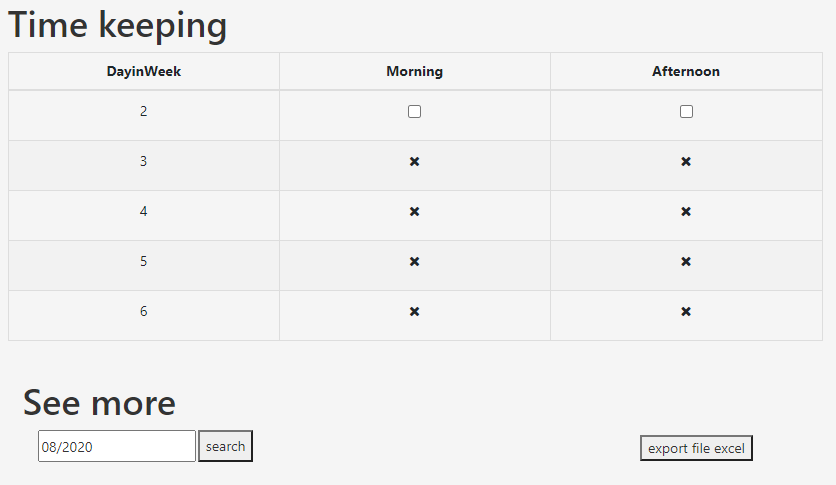 Time keeping
DayinWeek Morning Afternoon
2
3 ✖ ✖
4 ✖ ✖
5 ✖ ✖
6 ✖ ✖
See more
08/2020 search export file excel